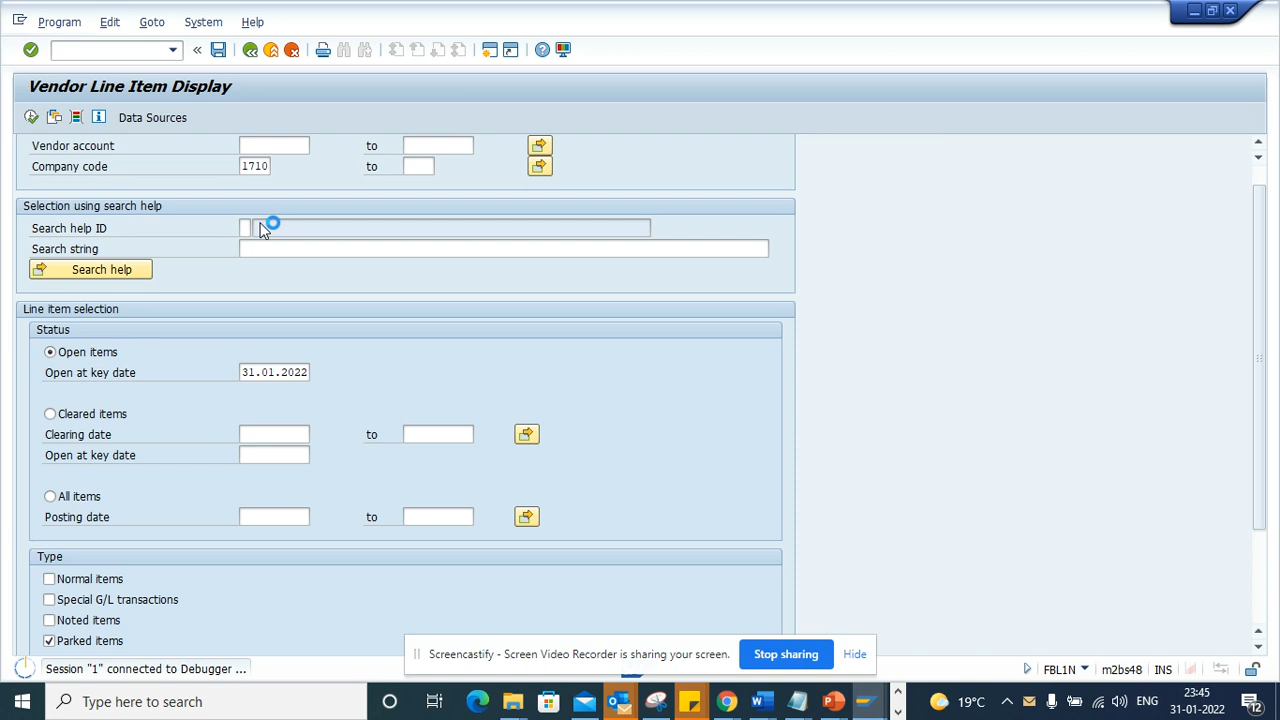 Program Edit Goto System Help
Vendor Line Item Display
Data Sources
Vendor account to
Company code 1710 to
Selection using search help
Search help ID
Search string
Search help
Line item selection
Status
Open items
Open at key date 31.01.2022
Cleared items
Clearing date to
Open at key date
All items
Posting date to
Type
Normal items
Special G/L transactions
Noted items
Parked items
Screencastify - Screen Video Recorder is sharing your screen. Stop sharing Hide
Session "1" connected to Debugger ... FBL1N m2bs48 INS
Type here to search 19°C ENG 23:45
31-01-2022 12